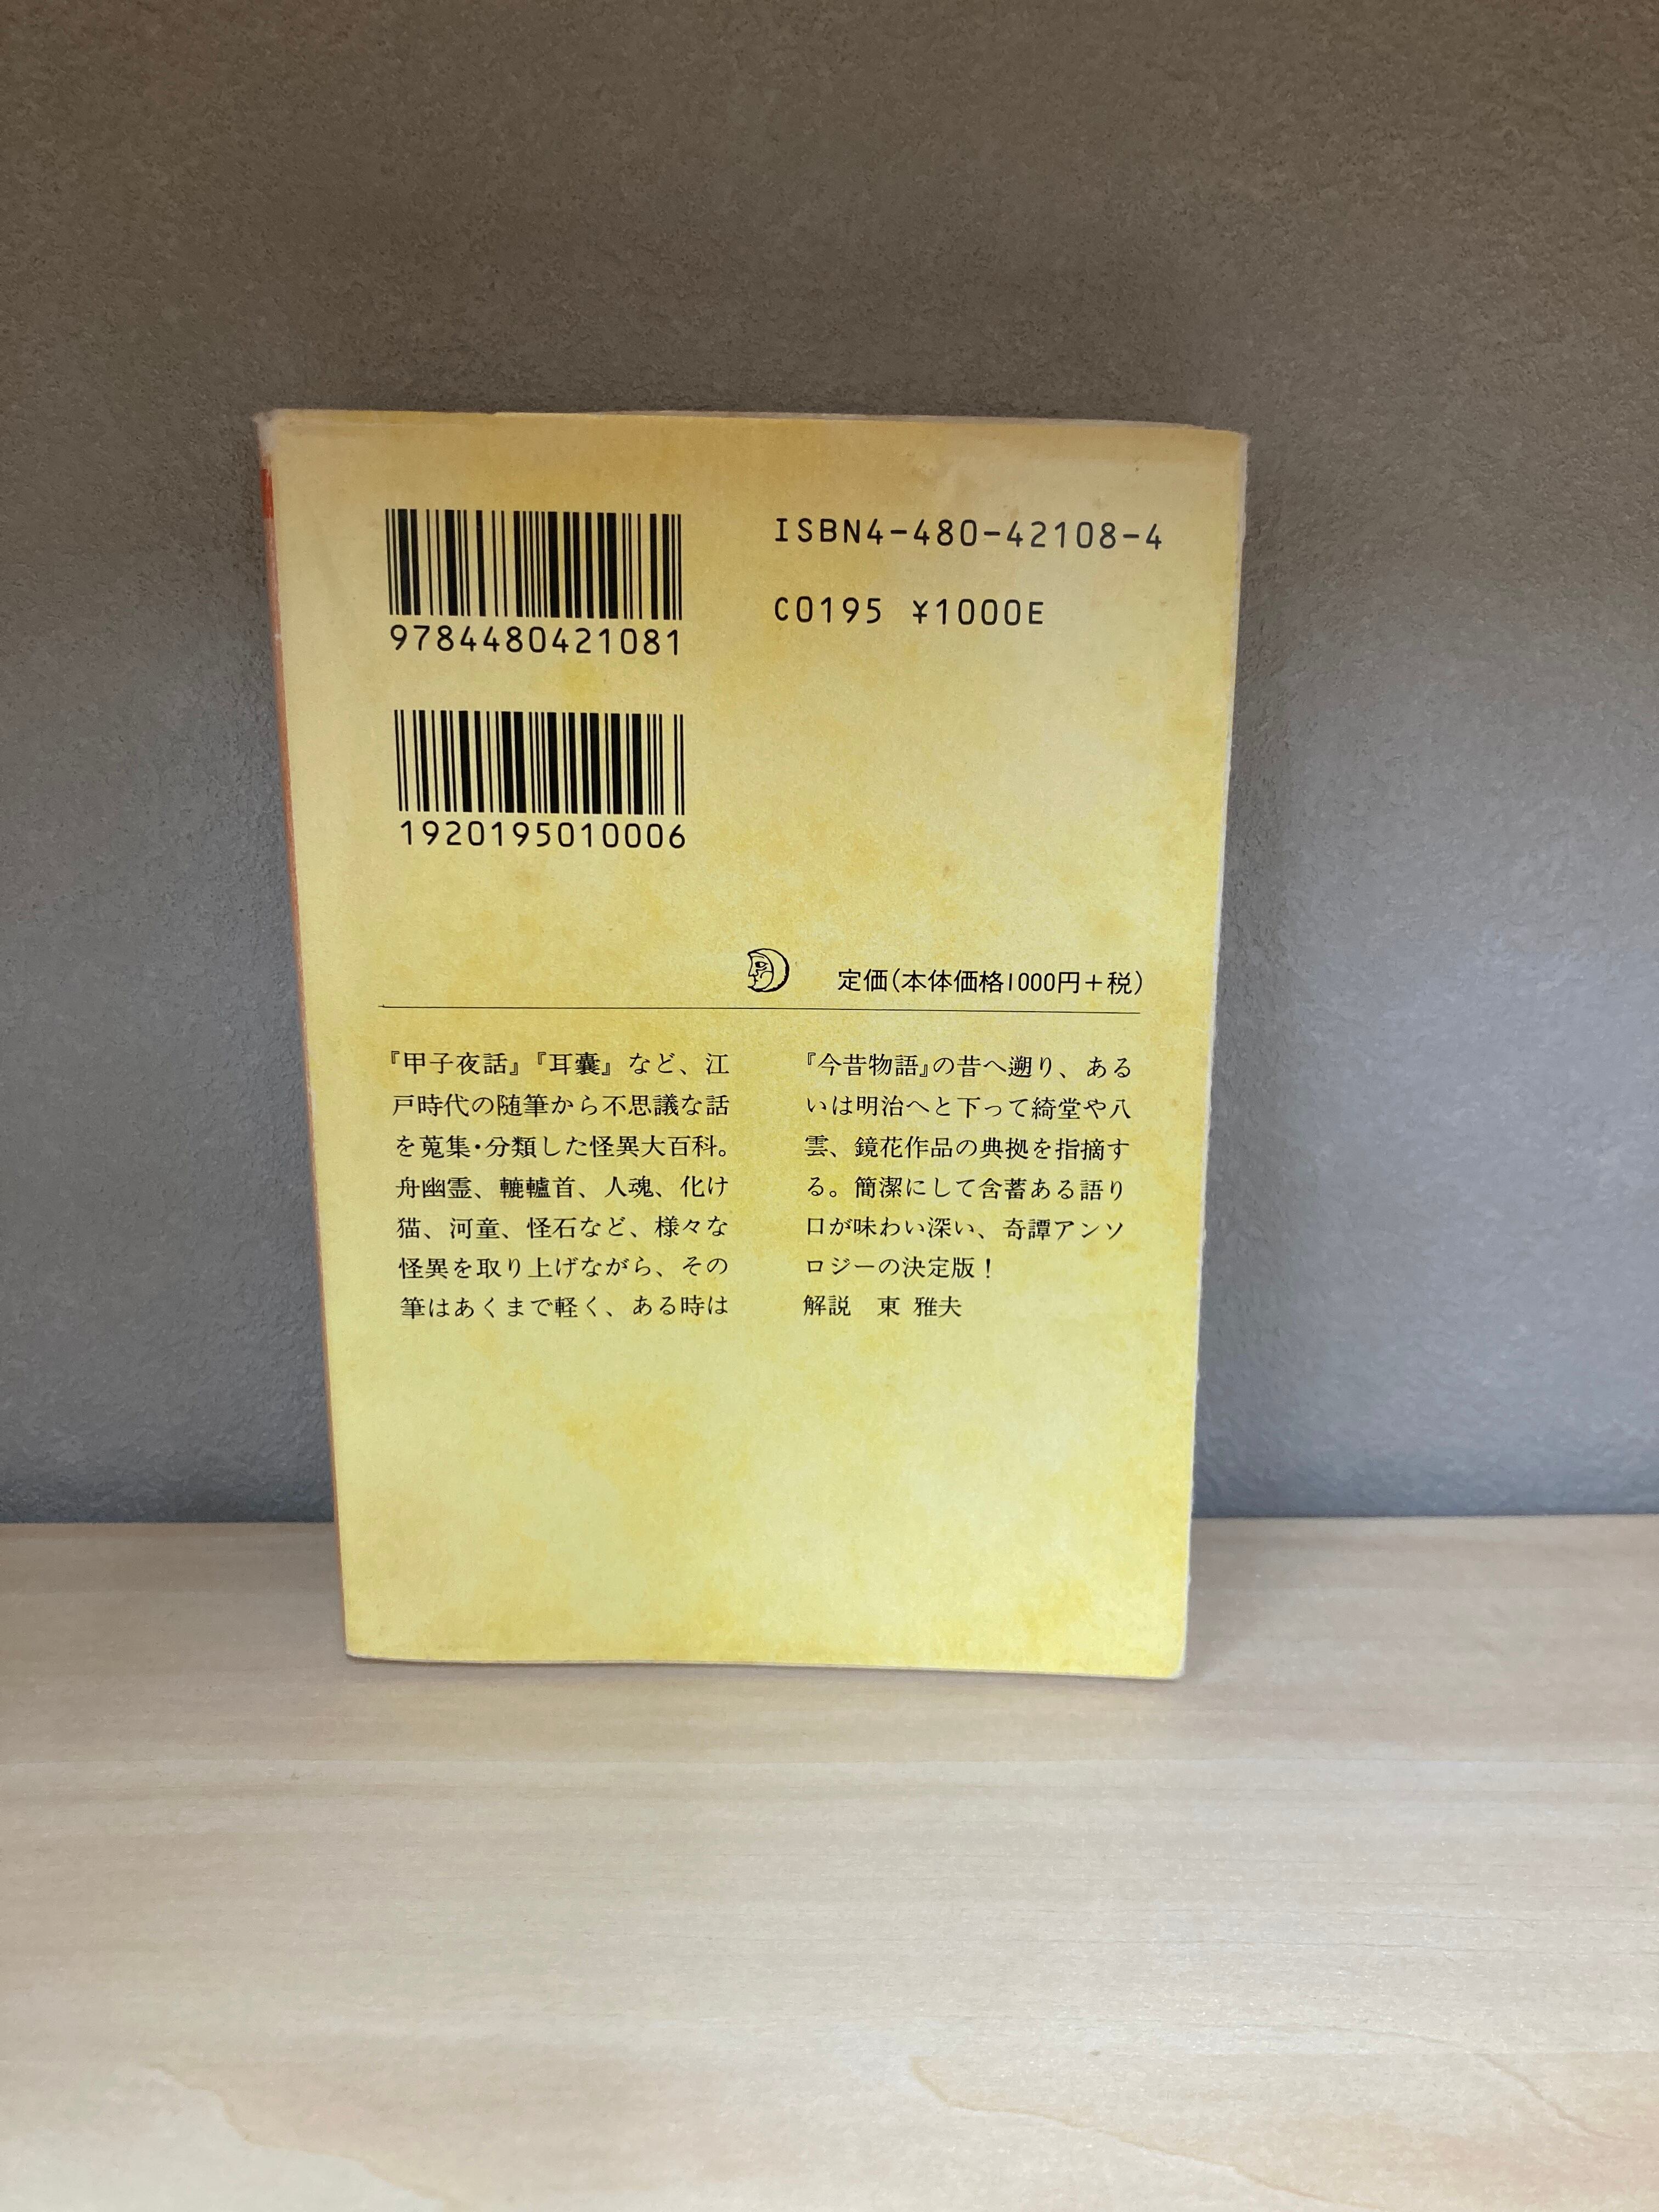 9784480421081
ISBN4-480-42108-4
C0195 ¥1000E
1920195010006
定価(本体価格1000円+税)
『甲子夜話』『耳囊』など、江
戸時代の随筆から不思議な話
を蒐集・分類した怪異大百科。
舟幽霊、轆轤首、人魂、化け
猫、河童、怪石など、様々な
怪異を取り上げながら、その
筆はあくまで軽く、ある時は
『今昔物語』の昔へ遡り、ある
いは明治へと下って綺堂や八
雲、鏡花作品の典拠を指摘す
る。簡潔にして含蓄ある語り
口が味わい深い、奇譚アンソ
ロジーの決定版!
解説 東 雅夫